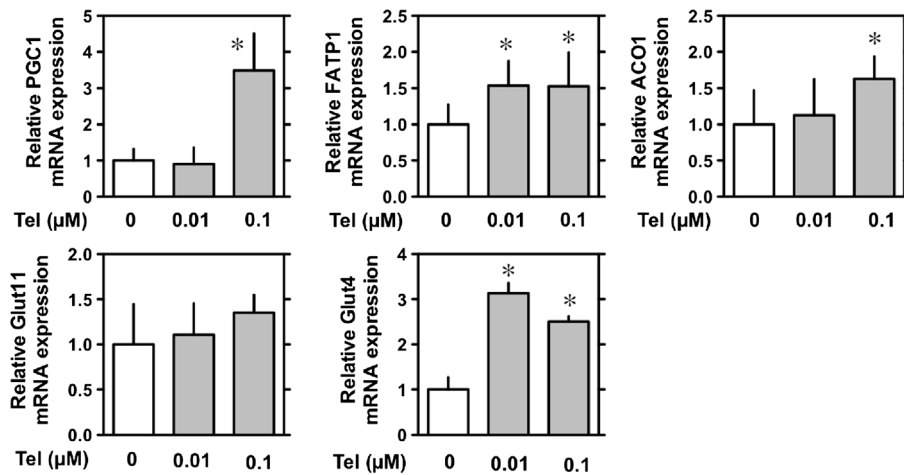 Relative PGC1
mRNA expression
5
4
3
2
1
0
*
Tel (µM) 0 0.01 0.1
Relative FATP1
mRNA expression
2.5
2.0
1.5
1.0
0.5
0.0
* *
Tel (µM) 0 0.01 0.1
Relative ACO1
mRNA expression
2.5
2.0
1.5
1.0
0.5
0.0
*
Tel (µM) 0 0.01 0.1
Relative Glut11
mRNA expression
2.0
1.5
1.0
0.5
0.0
Tel (µM) 0 0.01 0.1
Relative Glut4
mRNA expression
4
3
2
1
0
* *
Tel (µM) 0 0.01 0.1